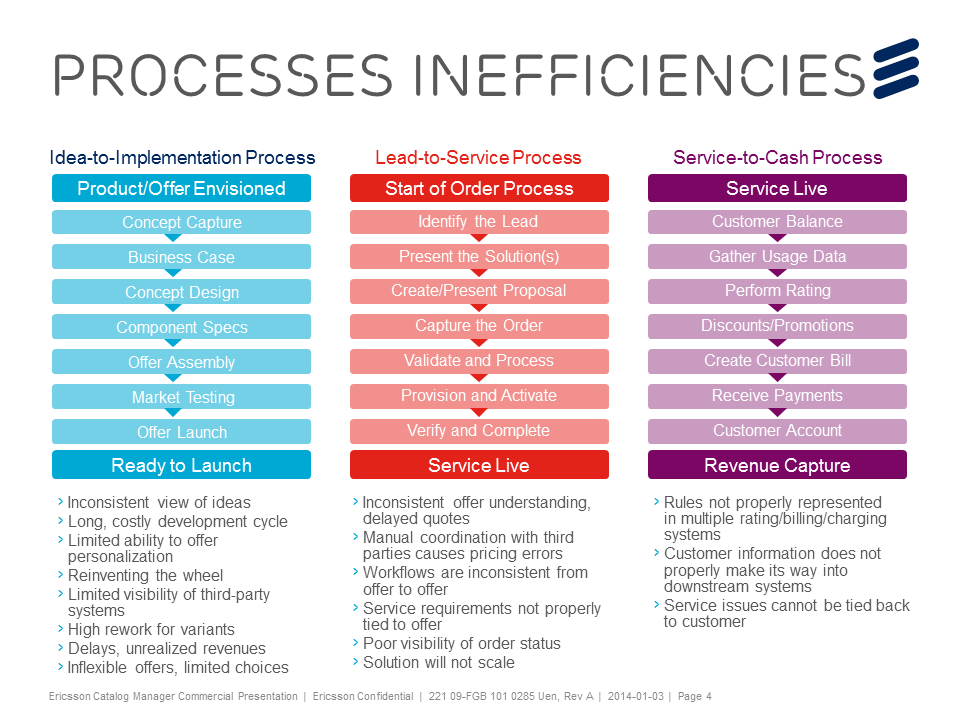 PROCESSES INEFFICIENCIES
Idea-to-Implementation Process
Product/Offer Envisioned
Concept Capture
Business Case
Concept Design
Component Specs
Offer Assembly
Market Testing
Offer Launch
Ready to Launch
› Inconsistent view of ideas
› Long, costly development cycle
› Limited ability to offer
personalization
› Reinventing the wheel
› Limited visibility of third-party
systems
› High rework for variants
› Delays, unrealized revenues
› Inflexible offers, limited choices
Lead-to-Service Process
Start of Order Process
Identify the Lead
Present the Solution(s)
Create/Present Proposal
Capture the Order
Validate and Process
Provision and Activate
Verify and Complete
Service Live
› Inconsistent offer understanding,
delayed quotes
› Manual coordination with third
parties causes pricing errors
› Workflows are inconsistent from
offer to offer
› Service requirements not properly
tied to offer
› Poor visibility of order status
› Solution will not scale
Service-to-Cash Process
Service Live
Customer Balance
Gather Usage Data
Perform Rating
Discounts/Promotions
Create Customer Bill
Receive Payments
Customer Account
Revenue Capture
› Rules not properly represented
in multiple rating/billing/charging
systems
› Customer information does not
properly make its way into
downstream systems
› Service issues cannot be tied back
to customer
Ericsson Catalog Manager Commercial Presentation | Ericsson Confidential | 221 09-FGB 101 0285 Uen, Rev A | 2014-01-03 | Page 4